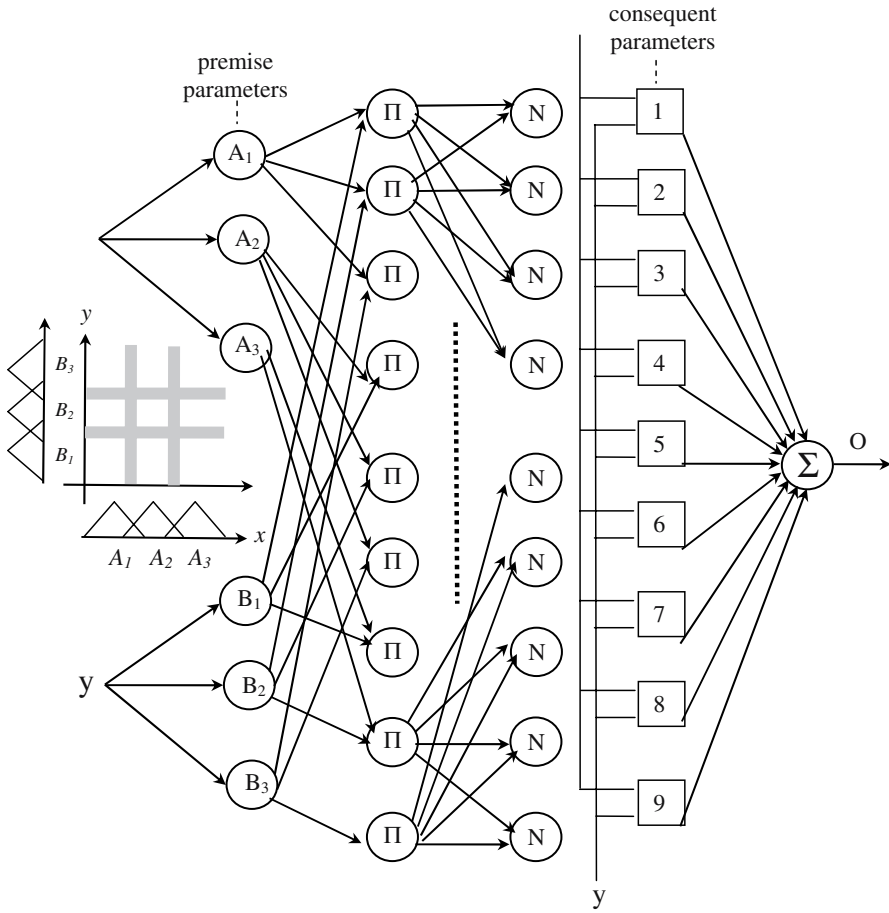 consequent
parameters
premise
parameters
A1
A2
A3
B1
B2
B3
y
Π
Π
Π
Π
Π
Π
Π
Π
Π
N
N
N
N
N
N
N
N
N
1
2
3
4
5
6
7
8
9
y
Σ
O
y
B3
B2
B1
x
A1 A2 A3